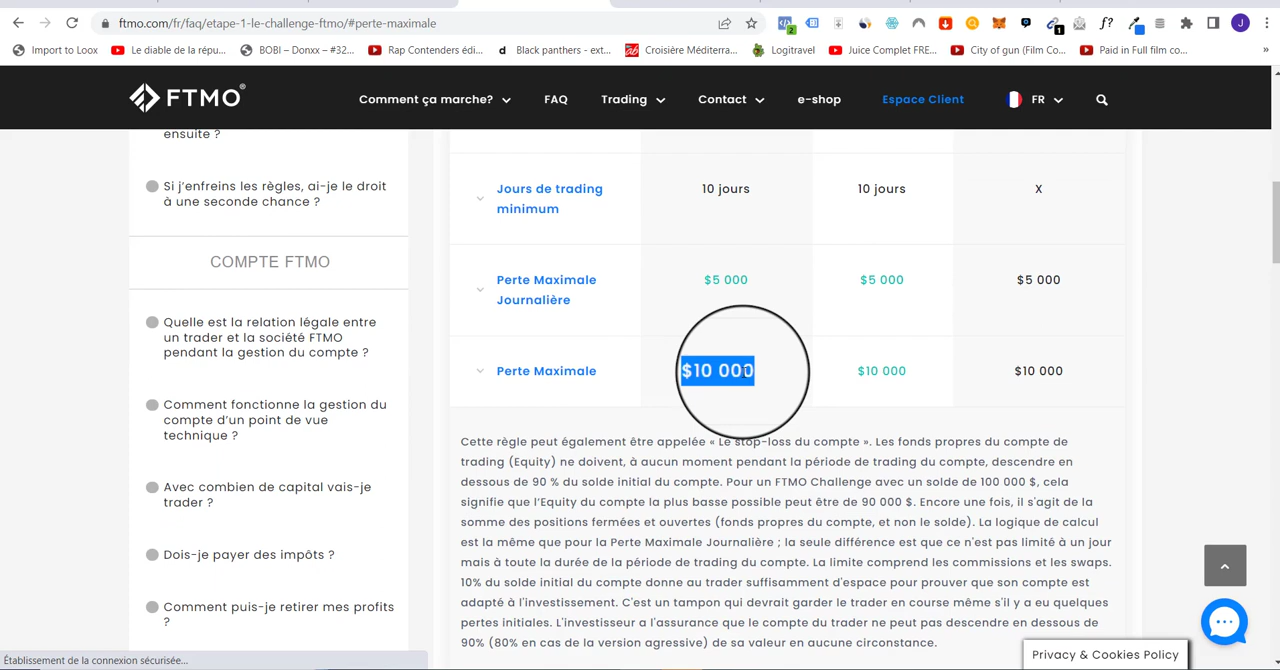 ftmo.com/fr/faq/etape-1-le-challenge-ftmo/#perte-maximale
2
1
J
Import to Loox
Le diable de la répu...
BOBI – Donxx – #32...
Rap Contenders édi...
Black panthers - ext...
Croisière Méditerra...
Logitravel
Juice Complet FRE...
City of gun (Film Co...
Paid in Full film co...
»
FTMO®
Comment ça marche?
FAQ
Trading
Contact
e-shop
Espace Client
FR
ensuite ?
Si j’enfreins les règles, ai-je le droit
à une seconde chance ?
COMPTE FTMO
Quelle est la relation légale entre
un trader et la société FTMO
pendant la gestion du compte ?
Comment fonctionne la gestion du
compte d’un point de vue
technique ?
Avec combien de capital vais-je
trader ?
Dois-je payer des impôts ?
Comment puis-je retirer mes profits
?
Jours de trading
minimum
10 jours
10 jours
X
Perte Maximale
Journalière
$5 000
$5 000
$5 000
Perte Maximale
$10 000
$10 000
$10 000
Cette règle peut également être appelée « Le stop-loss du compte ». Les fonds propres du compte de
trading (Equity) ne doivent, à aucun moment pendant la période de trading du compte, descendre en
dessous de 90 % du solde initial du compte. Pour un FTMO Challenge avec un solde de 100 000 $, cela
signifie que l’Equity du compte la plus basse possible peut être de 90 000 $. Encore une fois, il s'agit de la
somme des positions fermées et ouvertes (fonds propres du compte, et non le solde). La logique de calcul
est la même que pour la Perte Maximale Journalière ; la seule différence est que ce n'est pas limité à un jour
mais à toute la durée de la période de trading du compte. La limite comprend les commissions et les swaps.
10% du solde initial du compte donne au trader suffisamment d'espace pour prouver que son compte est
adapté à l'investissement. C'est un tampon qui devrait garder le trader en course même s'il y a eu quelques
pertes initiales. L'investisseur a l'assurance que le compte du trader ne peut pas descendre en dessous de
90% (80% en cas de la version agressive) de sa valeur en aucune circonstance.
Privacy & Cookies Policy
Établissement de la connexion sécurisée...